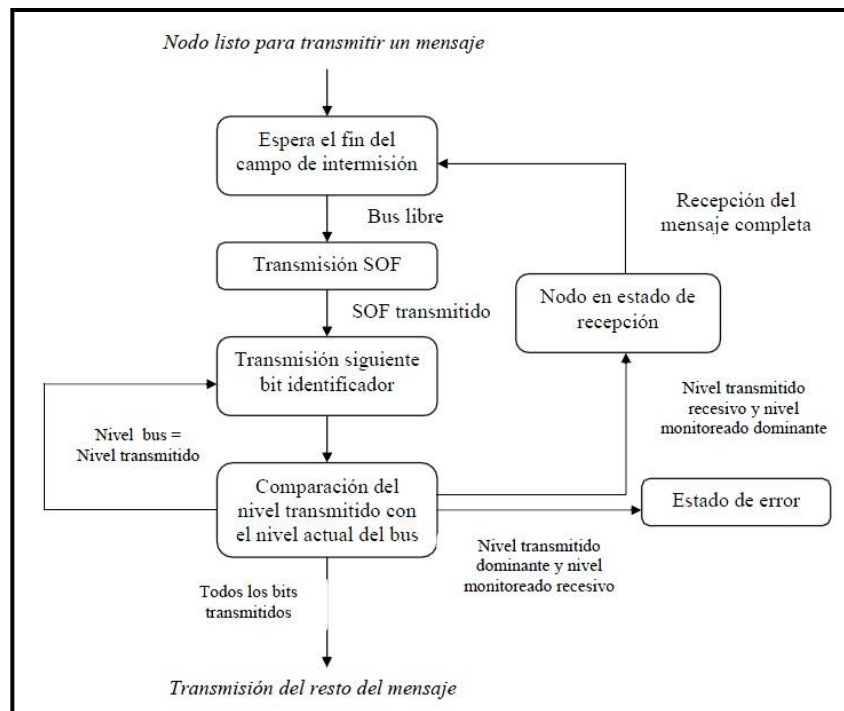 Nodo listo para transmitir un mensaje
Espera el fin del
campo de intermisión
Bus libre
Recepción del
mensaje completa
Transmisión SOF
SOF transmitido
Nodo en estado de
recepción
Transmisión siguiente
bit identificador
Nivel transmitido
recesivo y nivel
monitoreado dominante
Nivel bus =
Nivel transmitido
Comparación del
nivel transmitido con
el nivel actual del bus
Estado de error
Nivel transmitido
dominante y nivel
monitoreado recesivo
Todos los bits
transmitidos
Transmisión del resto del mensaje